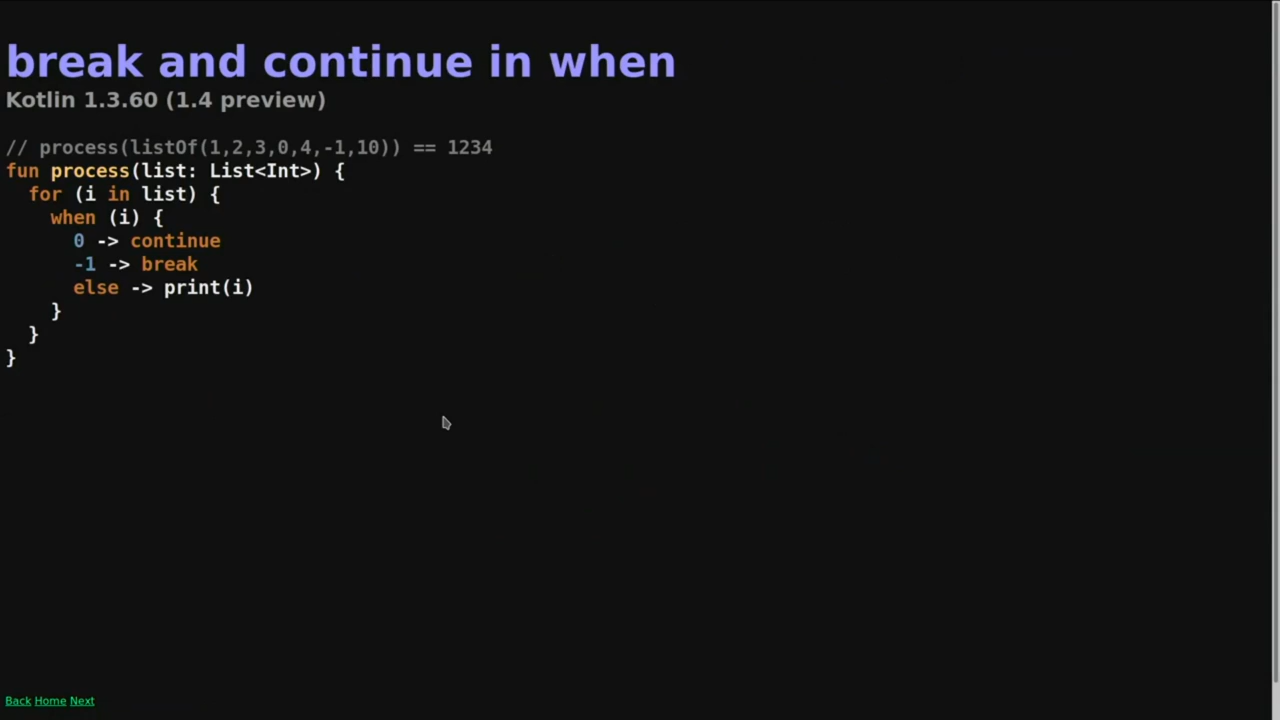 break and continue in when
Kotlin 1.3.60 (1.4 preview)
// process(listOf(1,2,3,0,4,-1,10)) == 1234
fun process(list: List<Int>) {
  for (i in list) {
    when (i) {
      0 -> continue
      -1 -> break
      else -> print(i)
    }
  }
}
Back Home Next